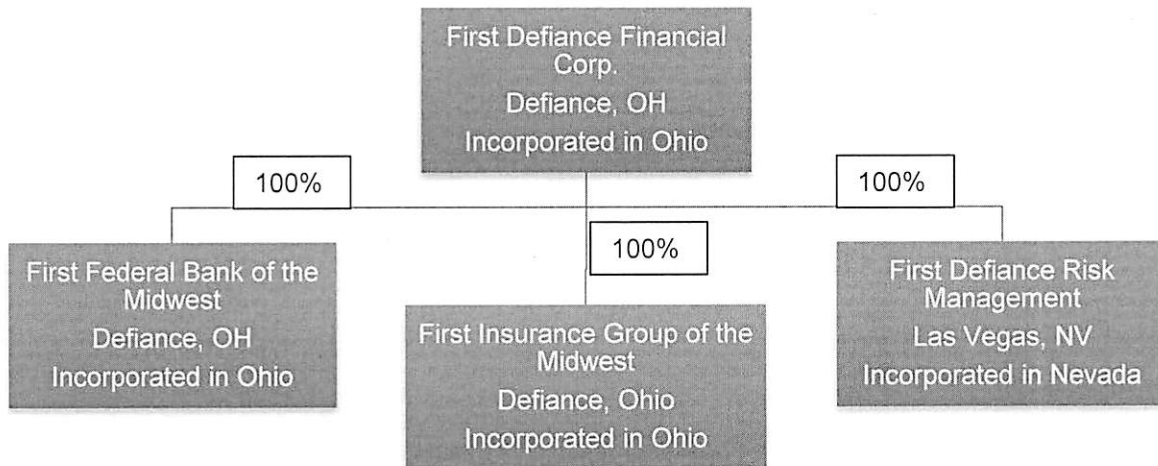 First Defiance Financial
Corp.
Defiance, OH
Incorporated in Ohio
100%
100%
100%
First Federal Bank of the
Midwest
Defiance, OH
Incorporated in Ohio
First Insurance Group of the
Midwest
Defiance, Ohio
Incorporated in Ohio
First Defiance Risk
Management
Las Vegas, NV
Incorporated in Nevada